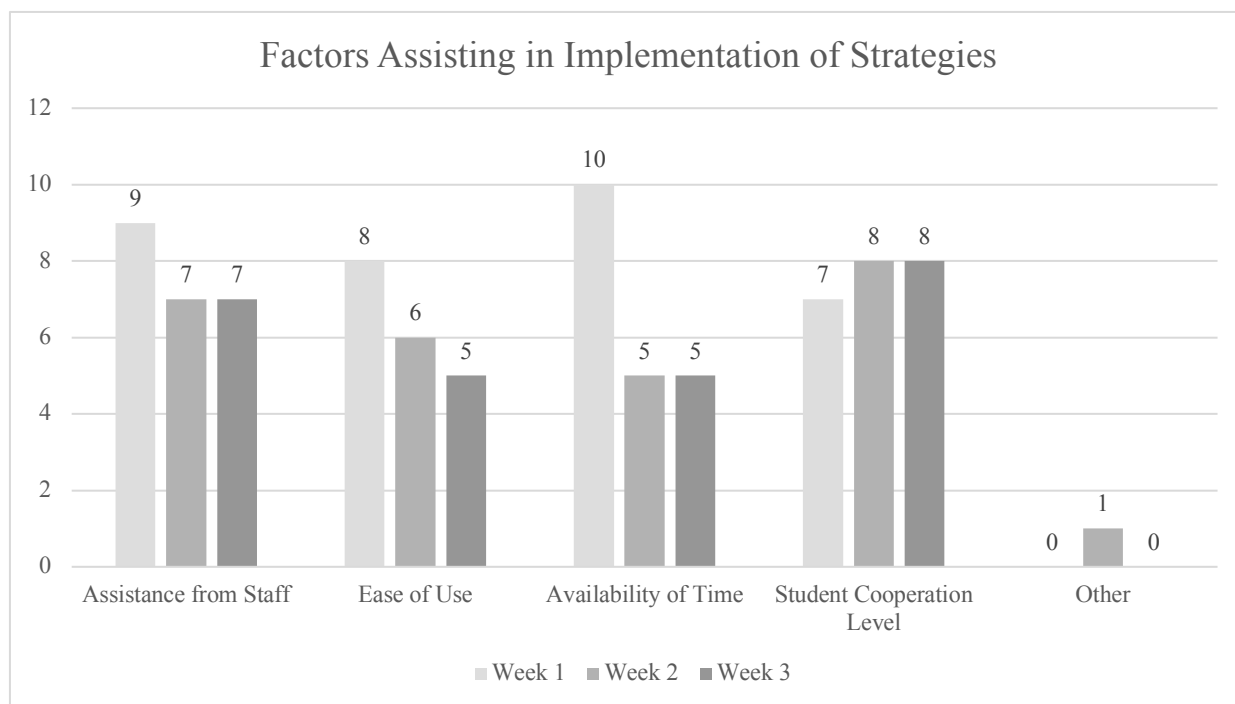 Factors Assisting in Implementation of Strategies
12
10
8
6
4
2
0
9
7
7
8
6
5
10
5
5
7
8
8
0
1
0
Assistance from Staff
Ease of Use
Availability of Time
Student Cooperation
Level
Other
Week 1
Week 2
Week 3